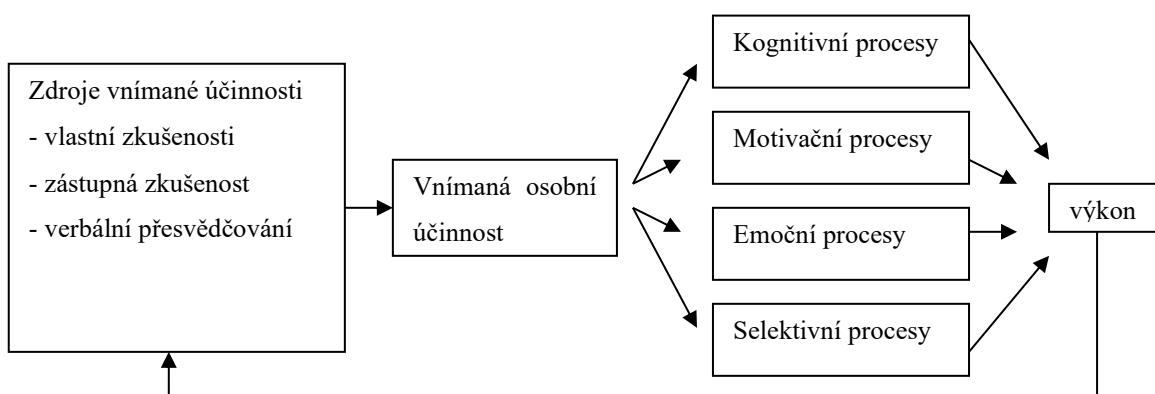 Zdroje vnímané účinnosti
- vlastní zkušenosti
- zástupná zkušenost
- verbální přesvědčování
Vnímaná osobní
účinnost
Kognitivní procesy
Motivační procesy
Emoční procesy
Selektivní procesy
výkon